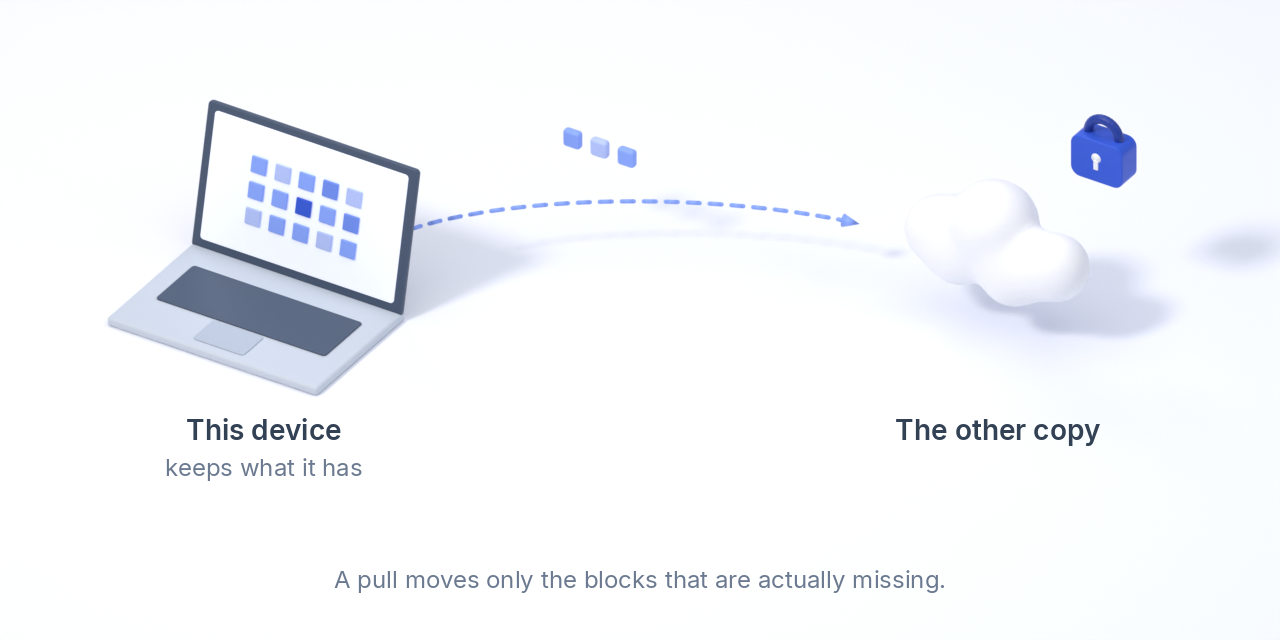 This device
The other copy
keeps what it has
A pull moves only the blocks that are actually missing.